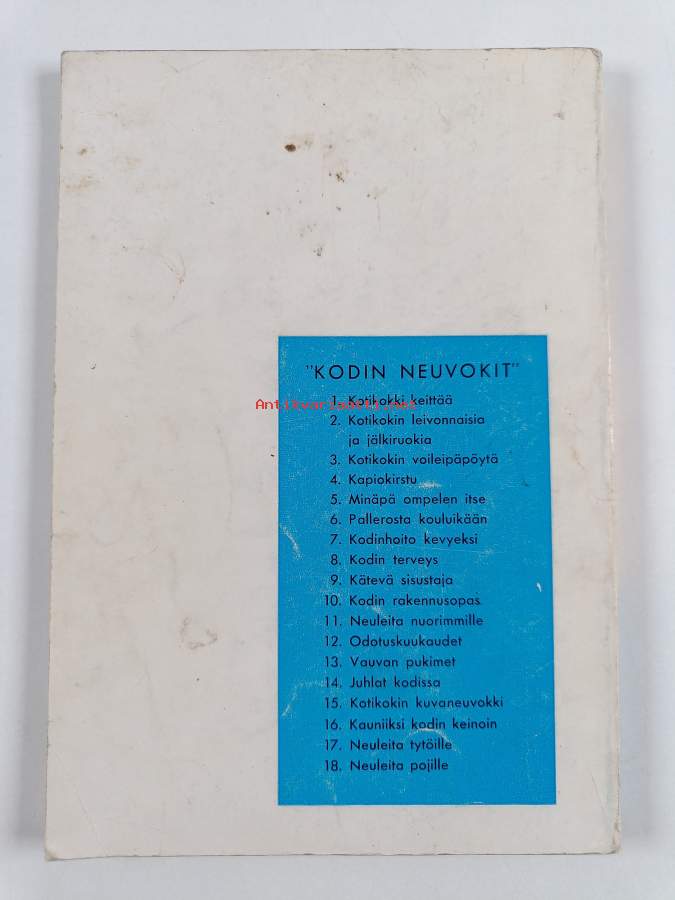 "KODIN NEUVOKIT"
1. Kotikokki keittää
Antikvariaatti.net
2. Kotikokin leivonnaisia
ja jälkiruokia
3. Kotikokin voileipäpöytä
4. Kapiokirstu
5. Minäpä ompelen itse
6. Pallerosta kouluikään
7. Kodinhoito kevyeksi
8. Kodin terveys
9. Kätevä sisustaja
10. Kodin rakennusopas
11. Neuleita nuorimmille
12. Odotuskuukaudet
13. Vauvan pukimet
14. Juhlat kodissa
15. Kotikokin kuvaneuvokki
16. Kauniiksi kodin keinoin
17. Neuleita tytöille
18. Neuleita pojille